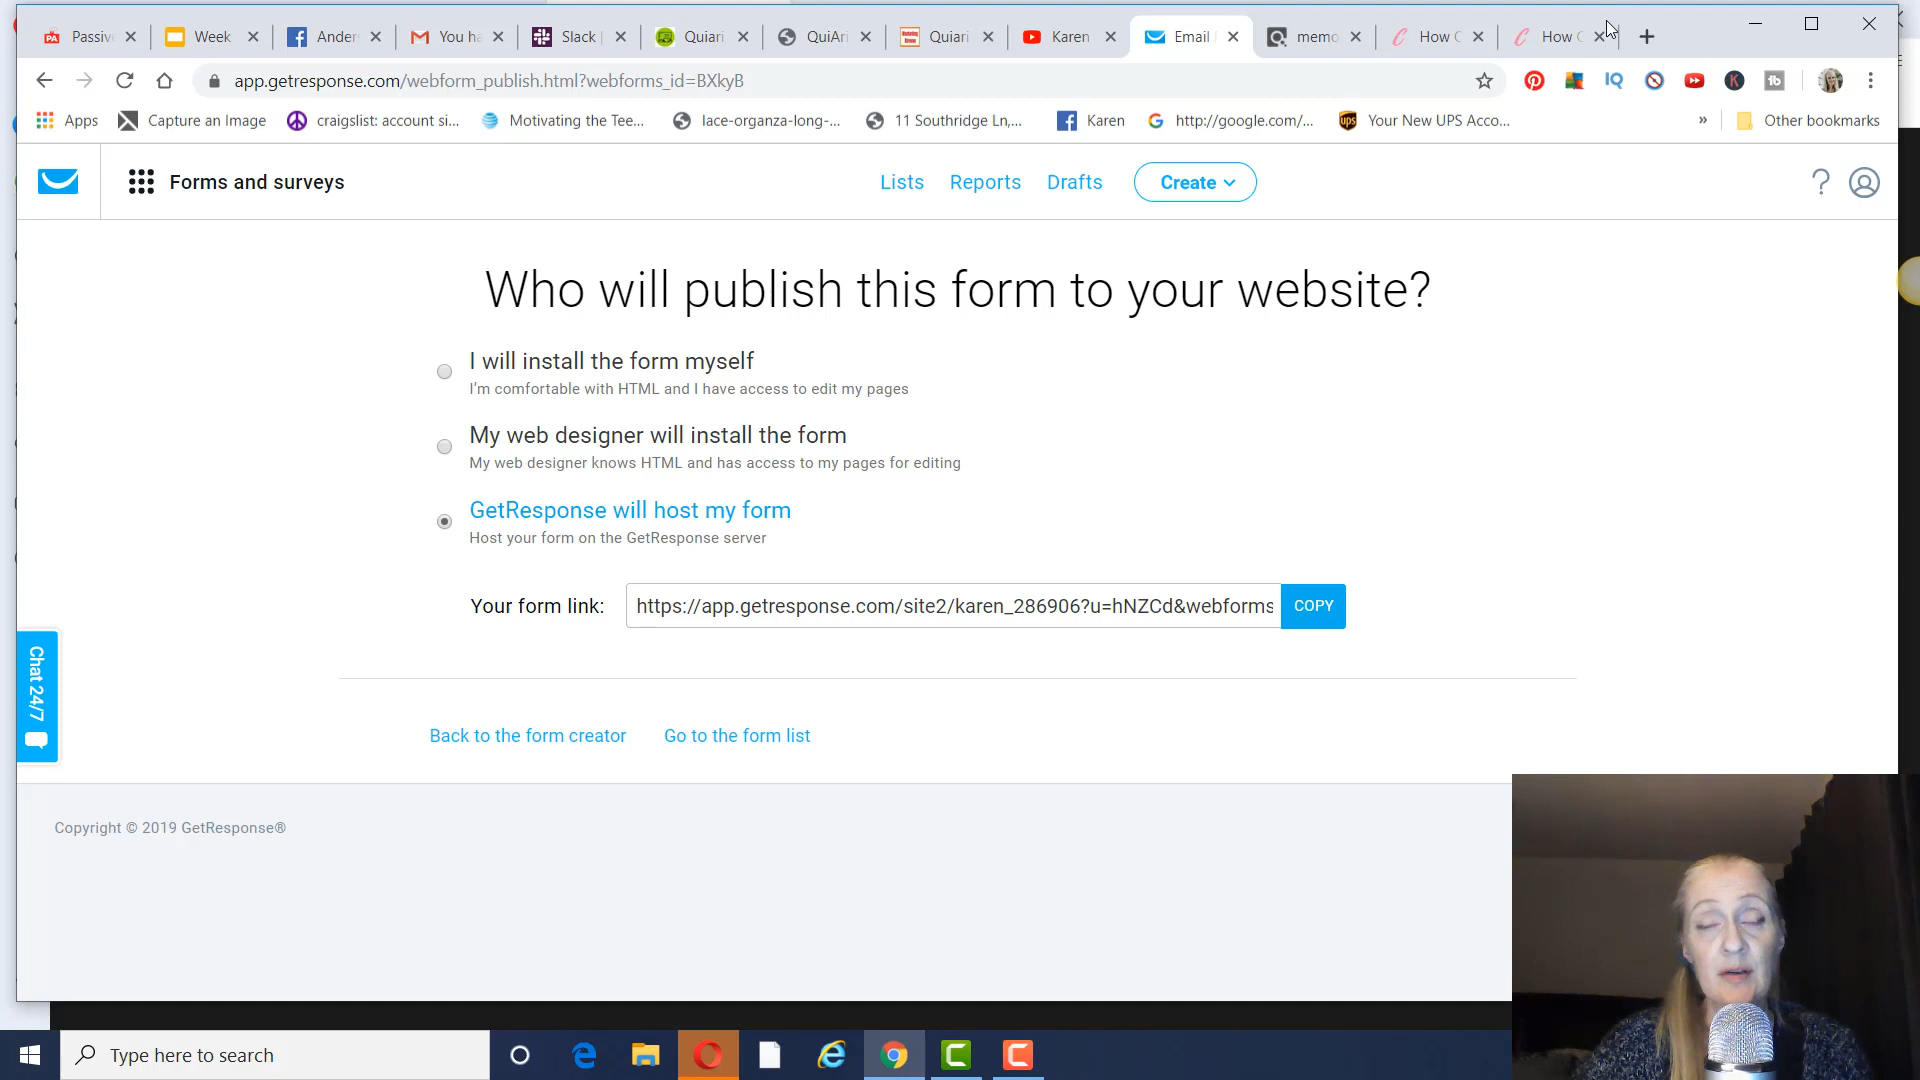 Passiv
Week
Ander
You ha
Slack
Quiari
QuiAri
Quiari
Karen
Email
memo
How C
How C
app.getresponse.com/webform_publish.html?webforms_id=BXkyB
Apps
Capture an Image
craigslist: account si...
Motivating the Tee...
lace-organza-long-...
11 Southridge Ln,...
Karen
http://google.com/...
Your New UPS Acco...
»
Other bookmarks
Forms and surveys
Lists
Reports
Drafts
Create
?
Who will publish this form to your website?
I will install the form myself
I'm comfortable with HTML and I have access to edit my pages
My web designer will install the form
My web designer knows HTML and has access to my pages for editing
GetResponse will host my form
Host your form on the GetResponse server
Your form link:
https://app.getresponse.com/site2/karen_286906?u=hNZCd&webforms
COPY
Chat 24/7
Back to the form creator
Go to the form list
Copyright © 2019 GetResponse®
Type here to search